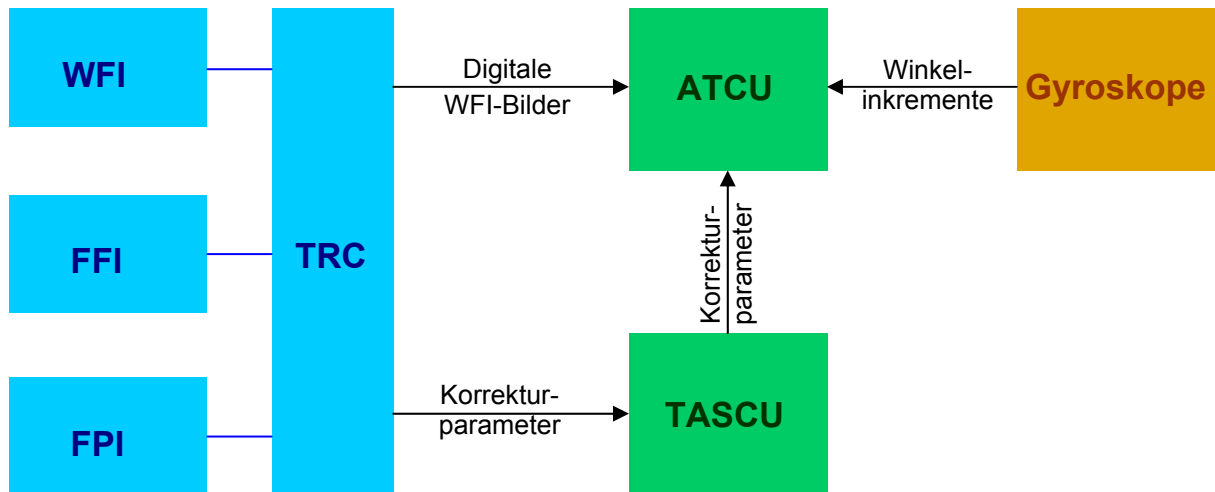 WFI
FFI
FPI
TRC
Digitale
WFI-Bilder
Korrektur-
parameter
ATCU
Korrektur-
parameter
TASCU
Winkel-
inkremente
Gyroskope